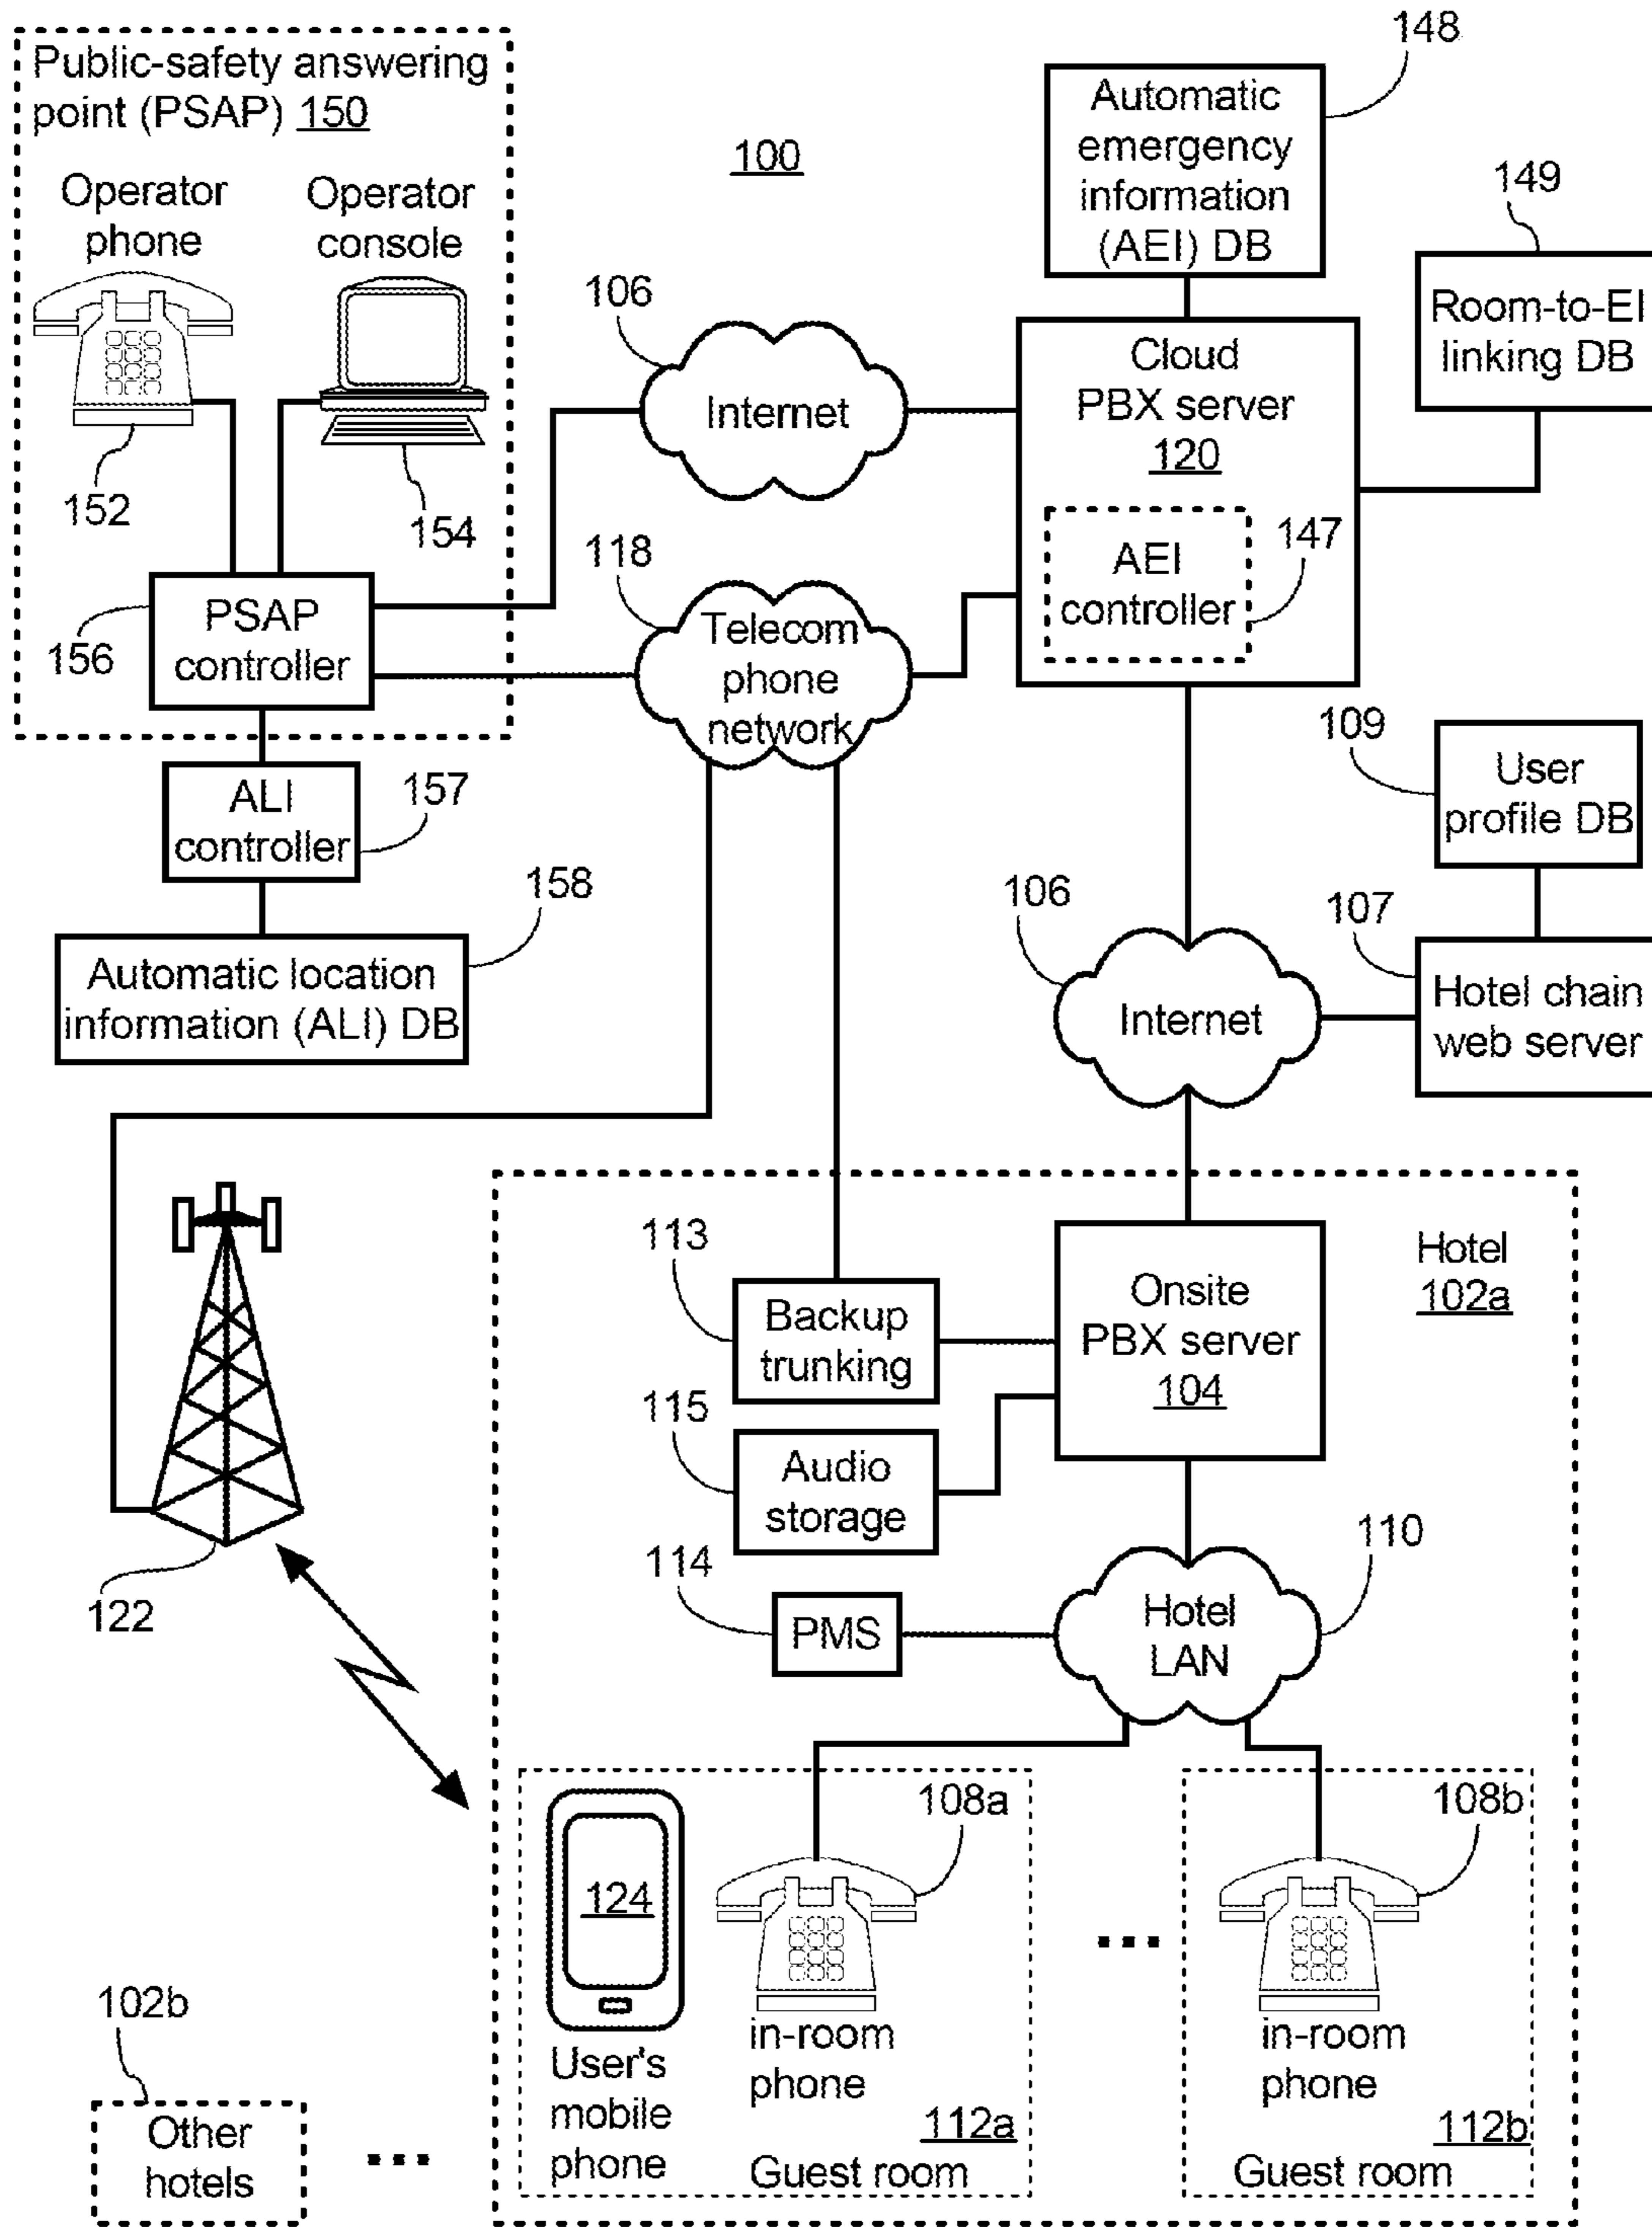 148
Public-safety answering
point (PSAP) 150
Automatic
emergency
information
(AEI) DB
100
149
Operator
phone
Operator
console
106
Room-to-EI
linking DB
Internet
Cloud
PBX server
120
152
154
118
AEI
controller
147
PSAP
controller
156
Telecom
phone
network
109
User
profile DB
ALI
controller
157
158
106
107
Automatic location
information (ALI) DB
Internet
Hotel chain
web server
113
Hotel
102a
Backup
trunking
Onsite
PBX server
104
115
Audio
storage
122
114
110
PMS
Hotel
LAN
108a
108b
124
102b
in-room
phone
in-room
phone
User's
mobile
phone
112a
Guest room
112b
Guest room
Other
hotels